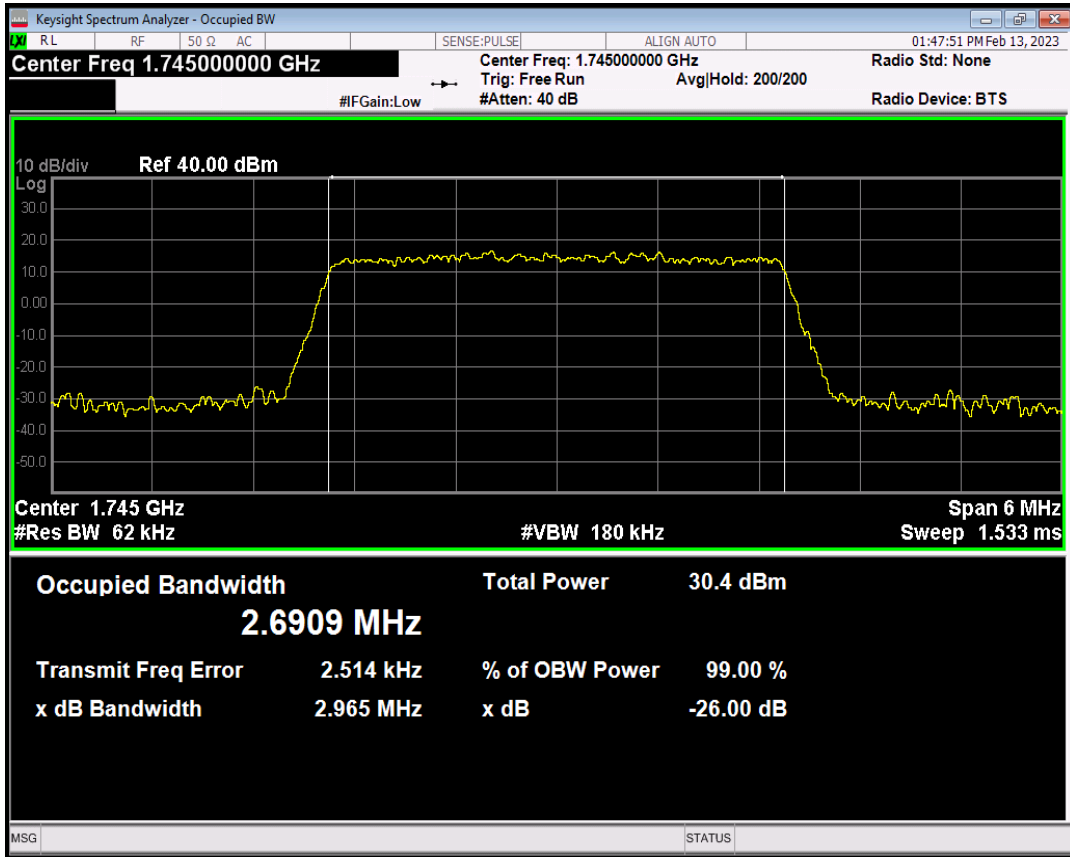 Keysight Spectrum Analyzer - Occupied BW
LXI RL RF 50 Ω AC SENSE:PULSE ALIGN AUTO 01:47:51 PM Feb 13, 2023
Center Freq 1.745000000 GHz Center Freq: 1.745000000 GHz Radio Std: None
Trig: Free Run Avg|Hold: 200/200
#IFGain:Low #Atten: 40 dB Radio Device: BTS
10 dB/div Ref 40.00 dBm
Log
30.0
20.0
10.0
0.00
-10.0
-20.0
-30.0
-40.0
-50.0
Center 1.745 GHz Span 6 MHz
#Res BW 62 kHz #VBW 180 kHz Sweep 1.533 ms
Occupied Bandwidth Total Power 30.4 dBm
2.6909 MHz
Transmit Freq Error 2.514 kHz % of OBW Power 99.00 %
x dB Bandwidth 2.965 MHz x dB -26.00 dB
MSG STATUS